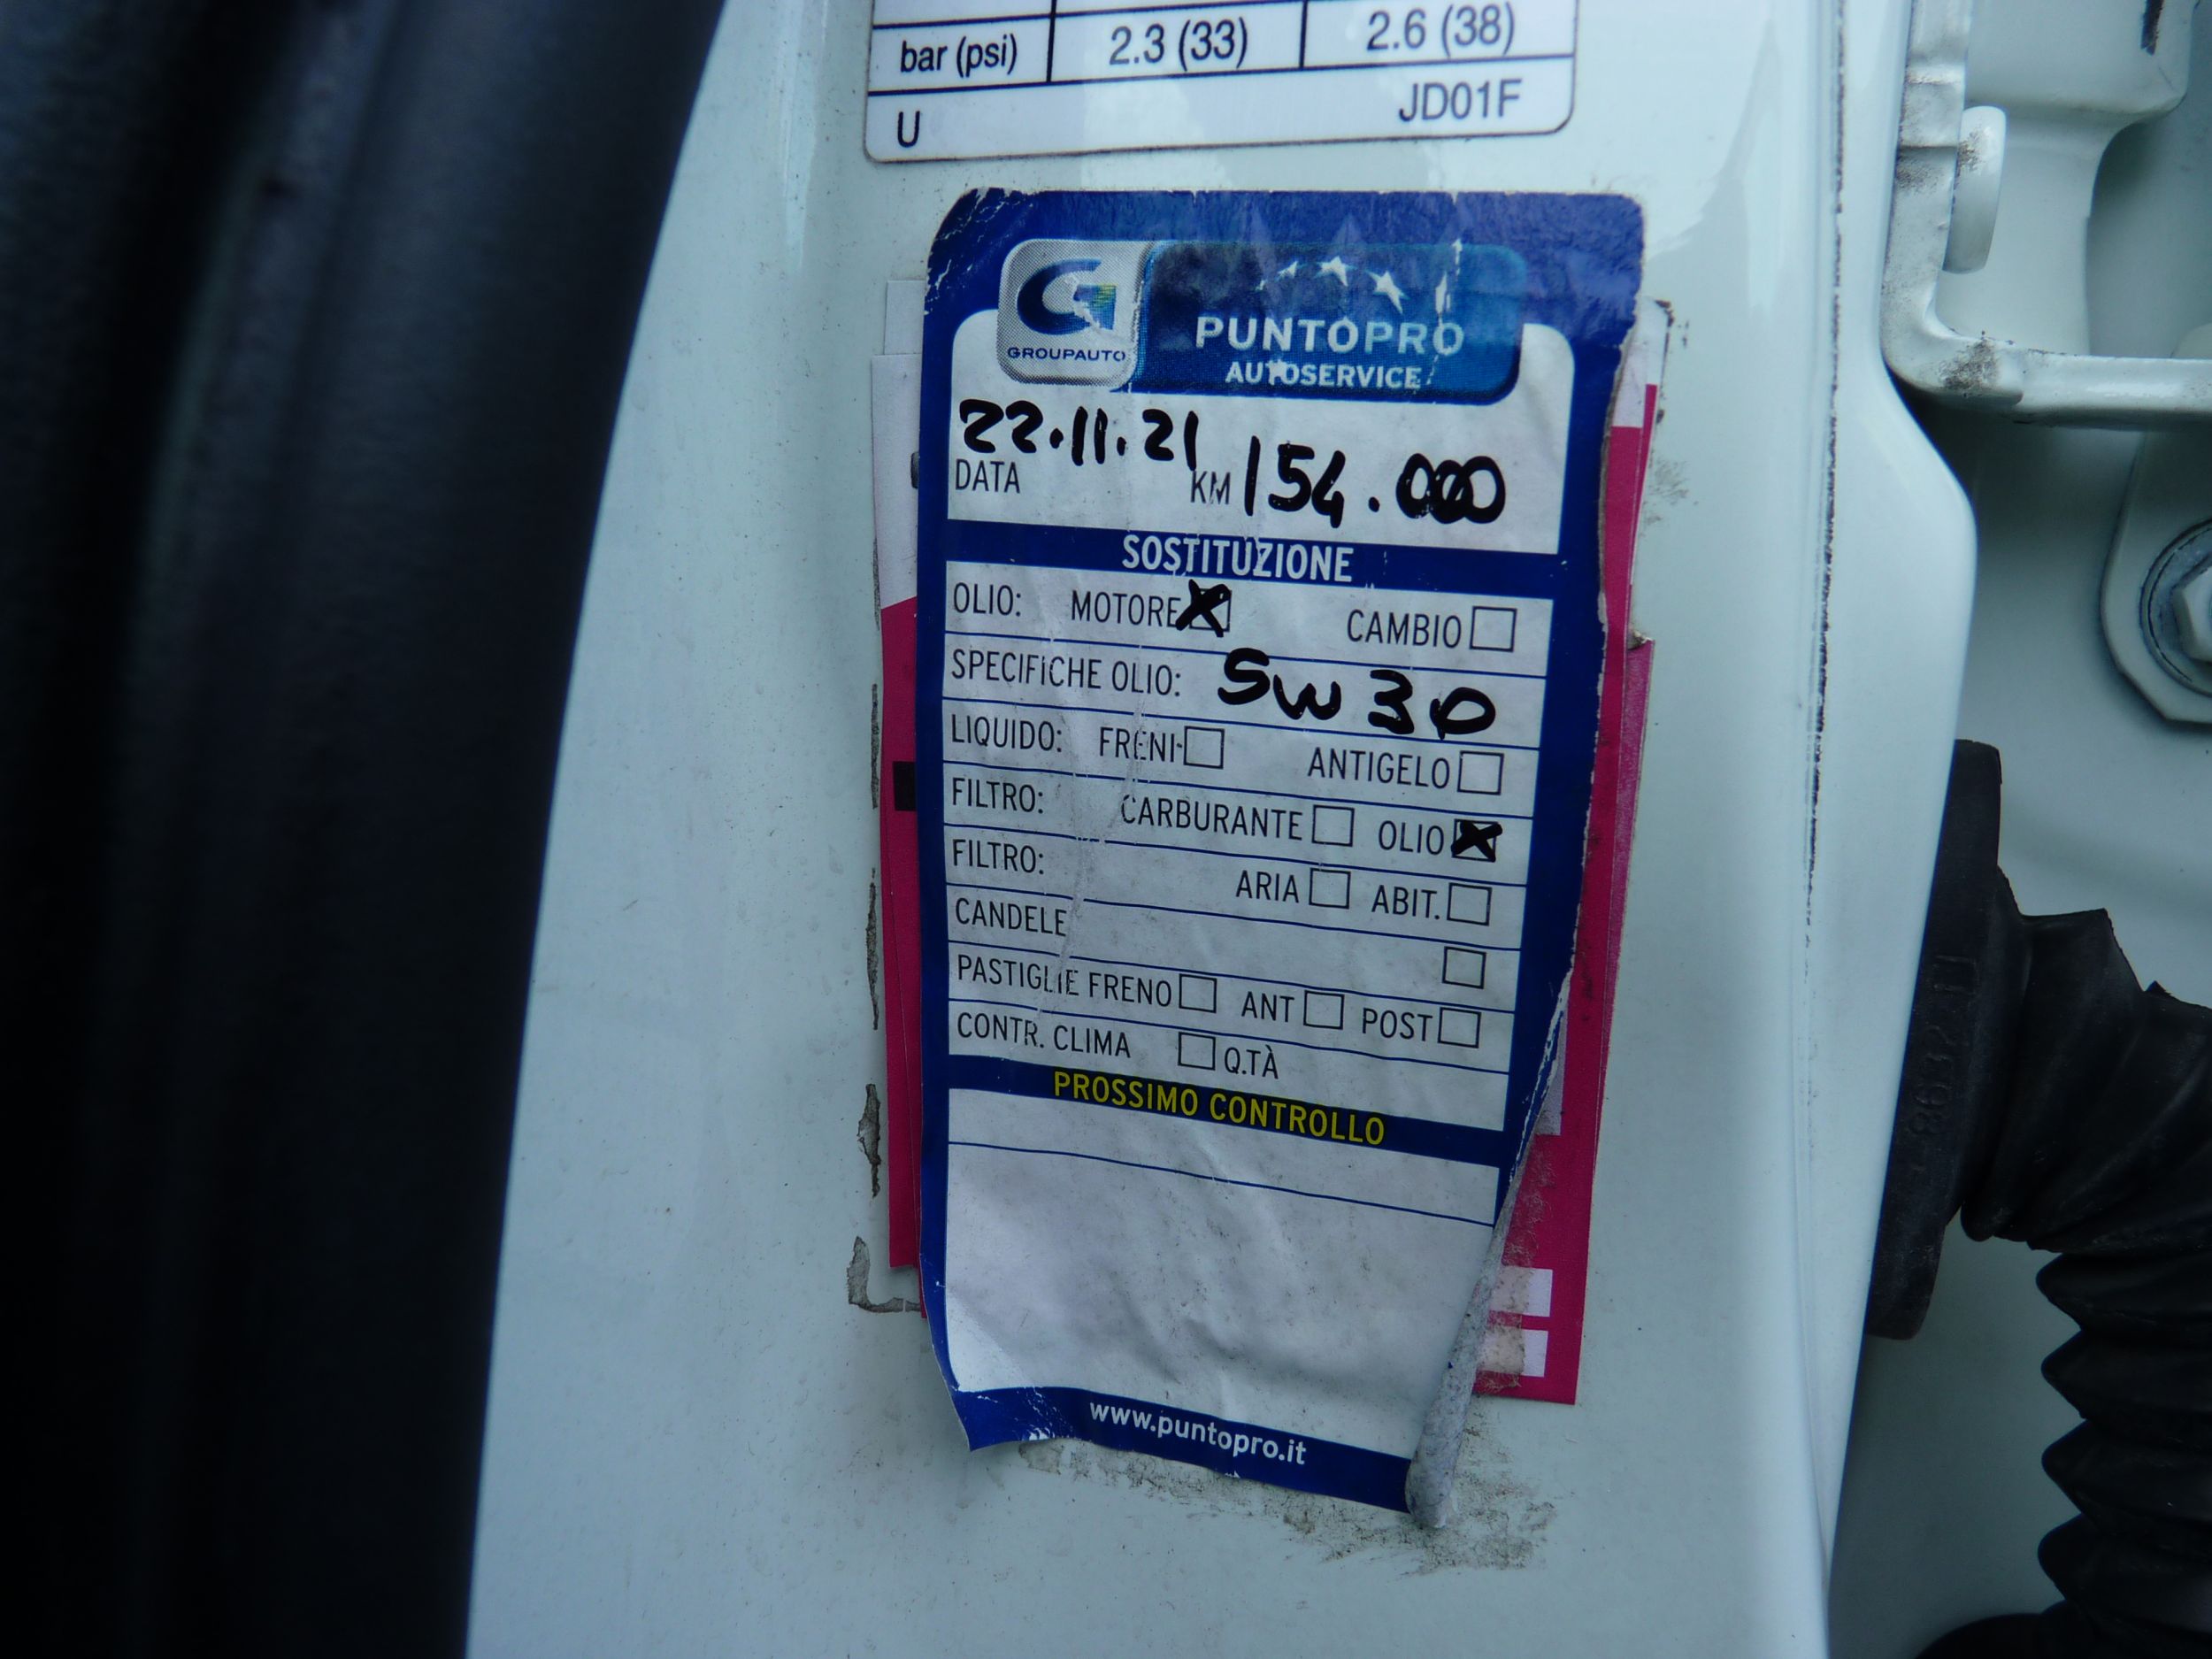 bar (psi) 2.3 (33) 2.6 (38)
U JD01F
G
GROUPAUTO
PUNTOPRO
AUTOSERVICE
DATA 22.11.21 KM 154.000
SOSTITUZIONE
OLIO: MOTORE CAMBIO
SPECIFICHE OLIO: 5W30
LIQUIDO: FRENI ANTIGELO
FILTRO: CARBURANTE OLIO
FILTRO: ARIA ABIT.
CANDELE
PASTIGLIE FRENO ANT POST
CONTR. CLIMA Q.TÀ
PROSSIMO CONTROLLO
www.puntopro.it